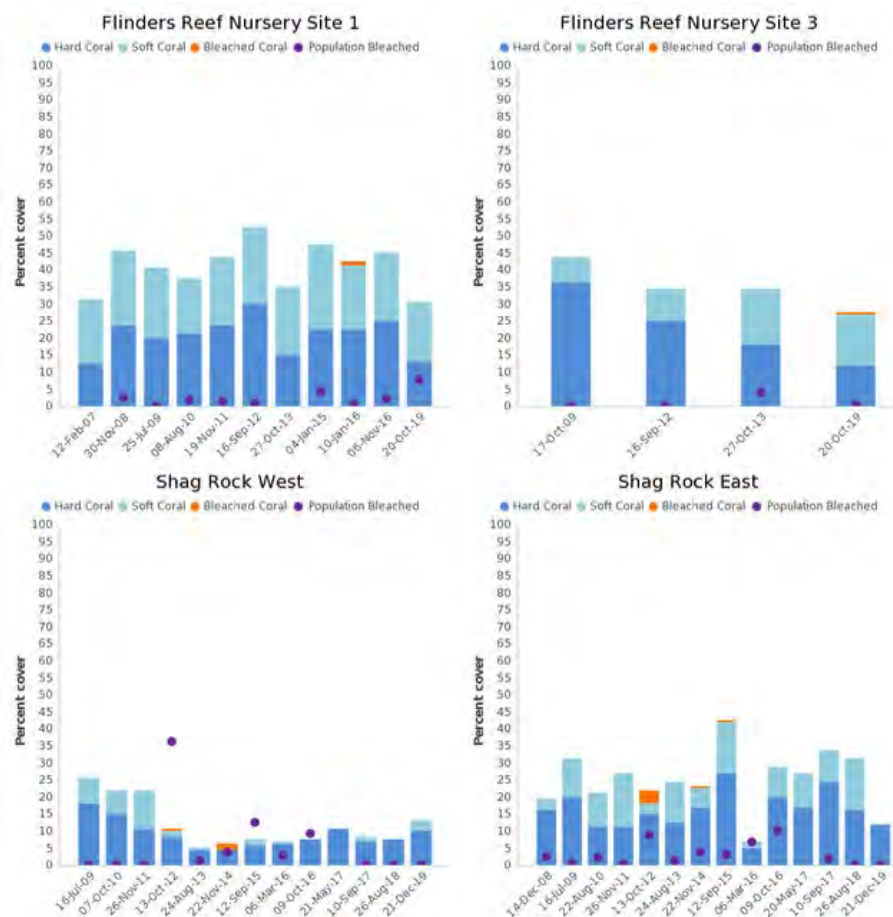 Flinders Reef Nursery Site 1
Hard Coral Soft Coral Bleached Coral Population Bleached
100
95
90
85
80
75
70
65
60
55
50
45
40
35
30
25
20
15
10
5
0
Percent cover
12-Feb-07
30-Nov-08
25-Jul-09
08-Aug-10
19-Nov-11
16-Sep-12
27-Oct-13
04-Jan-15
10-Jan-16
06-Nov-16
20-Oct-19
Flinders Reef Nursery Site 3
Hard Coral Soft Coral Bleached Coral Population Bleached
100
95
90
85
80
75
70
65
60
55
50
45
40
35
30
25
20
15
10
5
0
Percent cover
17-Oct-09
16-Sep-12
27-Oct-13
20-Oct-19
Shag Rock West
Hard Coral Soft Coral Bleached Coral Population Bleached
100
95
90
85
80
75
70
65
60
55
50
45
40
35
30
25
20
15
10
5
0
Percent cover
16-Jul-09
07-Oct-10
26-Nov-11
13-Oct-12
24-Aug-13
22-Nov-14
12-Sep-15
06-Mar-16
09-Oct-16
21-May-17
10-Sep-17
26-Aug-18
21-Dec-19
Shag Rock East
Hard Coral Soft Coral Bleached Coral Population Bleached
100
95
90
85
80
75
70
65
60
55
50
45
40
35
30
25
20
15
10
5
0
Percent cover
14-Dec-08
16-Jul-09
22-Aug-10
26-Nov-11
13-Oct-12
24-Aug-13
22-Nov-14
12-Sep-15
06-Mar-16
09-Oct-16
20-May-17
10-Sep-17
26-Aug-18
21-Dec-19